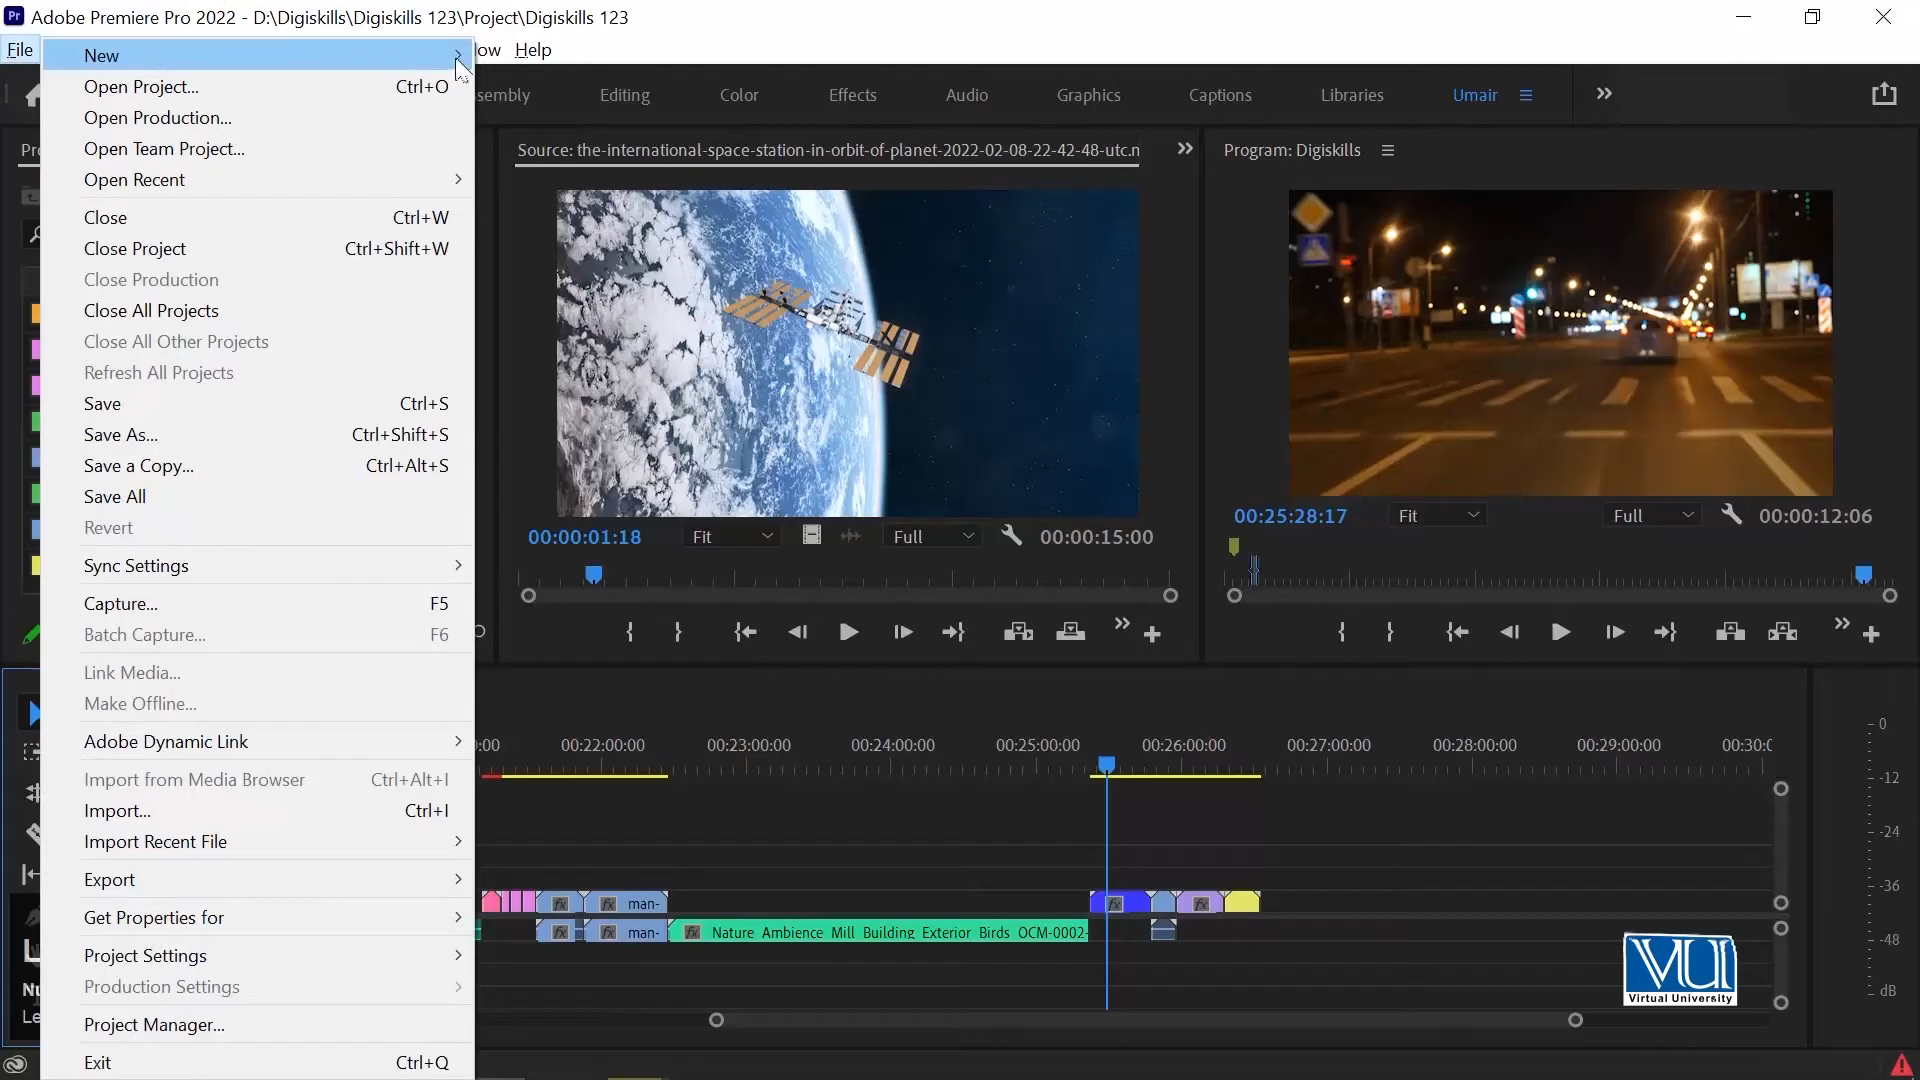 Pr Adobe Premiere Pro 2022 - D:\Digiskills\Digiskills 123\Project\Digiskills 123
File Help
New
Open Project... Ctrl+O
Open Production...
Open Team Project...
Open Recent
Close Ctrl+W
Close Project Ctrl+Shift+W
Close Production
Close All Projects
Close All Other Projects
Refresh All Projects
Save Ctrl+S
Save As... Ctrl+Shift+S
Save a Copy... Ctrl+Alt+S
Save All
Revert
Sync Settings
Capture... F5
Batch Capture... F6
Link Media...
Make Offline...
Adobe Dynamic Link
Import from Media Browser Ctrl+Alt+I
Import... Ctrl+I
Import Recent File
Export
Get Properties for
Project Settings
Production Settings
Project Manager...
Exit Ctrl+Q
sembly Editing Color Effects Audio Graphics Captions Libraries Umair
Source: the-international-space-station-in-orbit-of-planet-2022-02-08-22-42-48-utc.n
00:00:01:18 Fit Full 00:00:15:00
Program: Digiskills
00:25:28:17 Fit Full 00:00:12:06
0:00 00:22:00:00 00:23:00:00 00:24:00:00 00:25:00:00 00:26:00:00 00:27:00:00 00:28:00:00 00:29:00:00 00:30:0
fx fx man- fx
fx fx man- fx Nature Ambience Mill Building Exterior Birds OCM-0002-
0
-12
-24
-36
-48
dB
VU
Virtual University